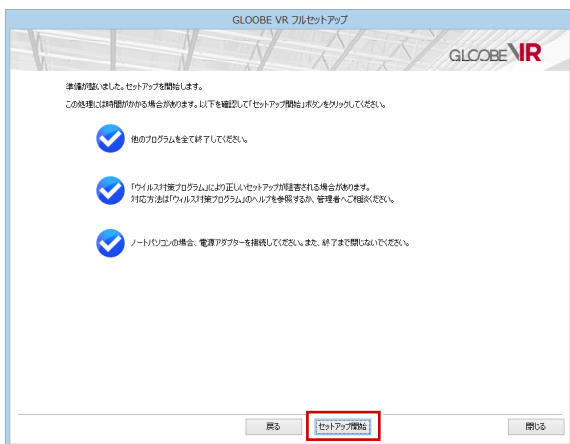 GLOOBE VR フルセットアップ
GLOOBE VR
準備が整いました。セットアップを開始します。
この処理には時間がかかる場合があります。以下を確認して「セットアップ開始」ボタンをクリックしてください。
他のプログラムを全て終了してください。
「ウイルス対策プログラム」により正しいセットアップが阻害される場合があります。
対応方法は「ウィルス対策プログラム」のヘルプを参照するか、管理者へご相談ください。
ノートパソコンの場合、電源アダプターを接続してください。また、終了まで閉じないでください。
戻る
セットアップ開始
閉じる